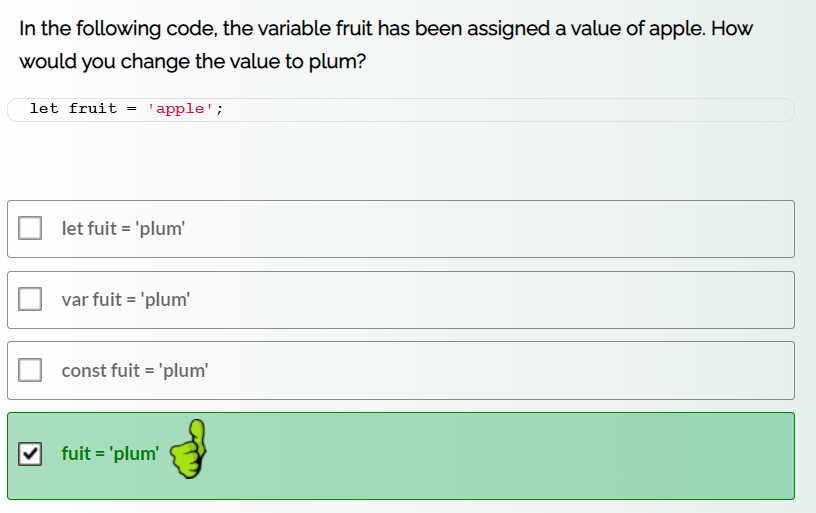 In the following code, the variable fruit has been assigned a value of apple. How
would you change the value to plum?
let fruit = 'apple';
let fuit = 'plum'
var fuit = 'plum'
const fuit = 'plum'
fuit = 'plum'